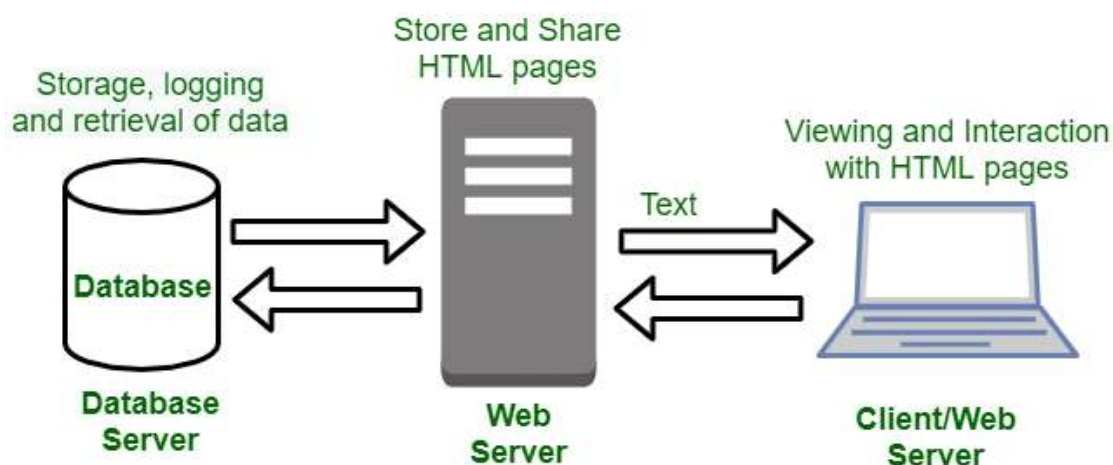 Storage, logging
and retrieval of data
Database
Database
Server
Store and Share
HTML pages
Web
Server
Text
Viewing and Interaction
with HTML pages
Client/Web
Server